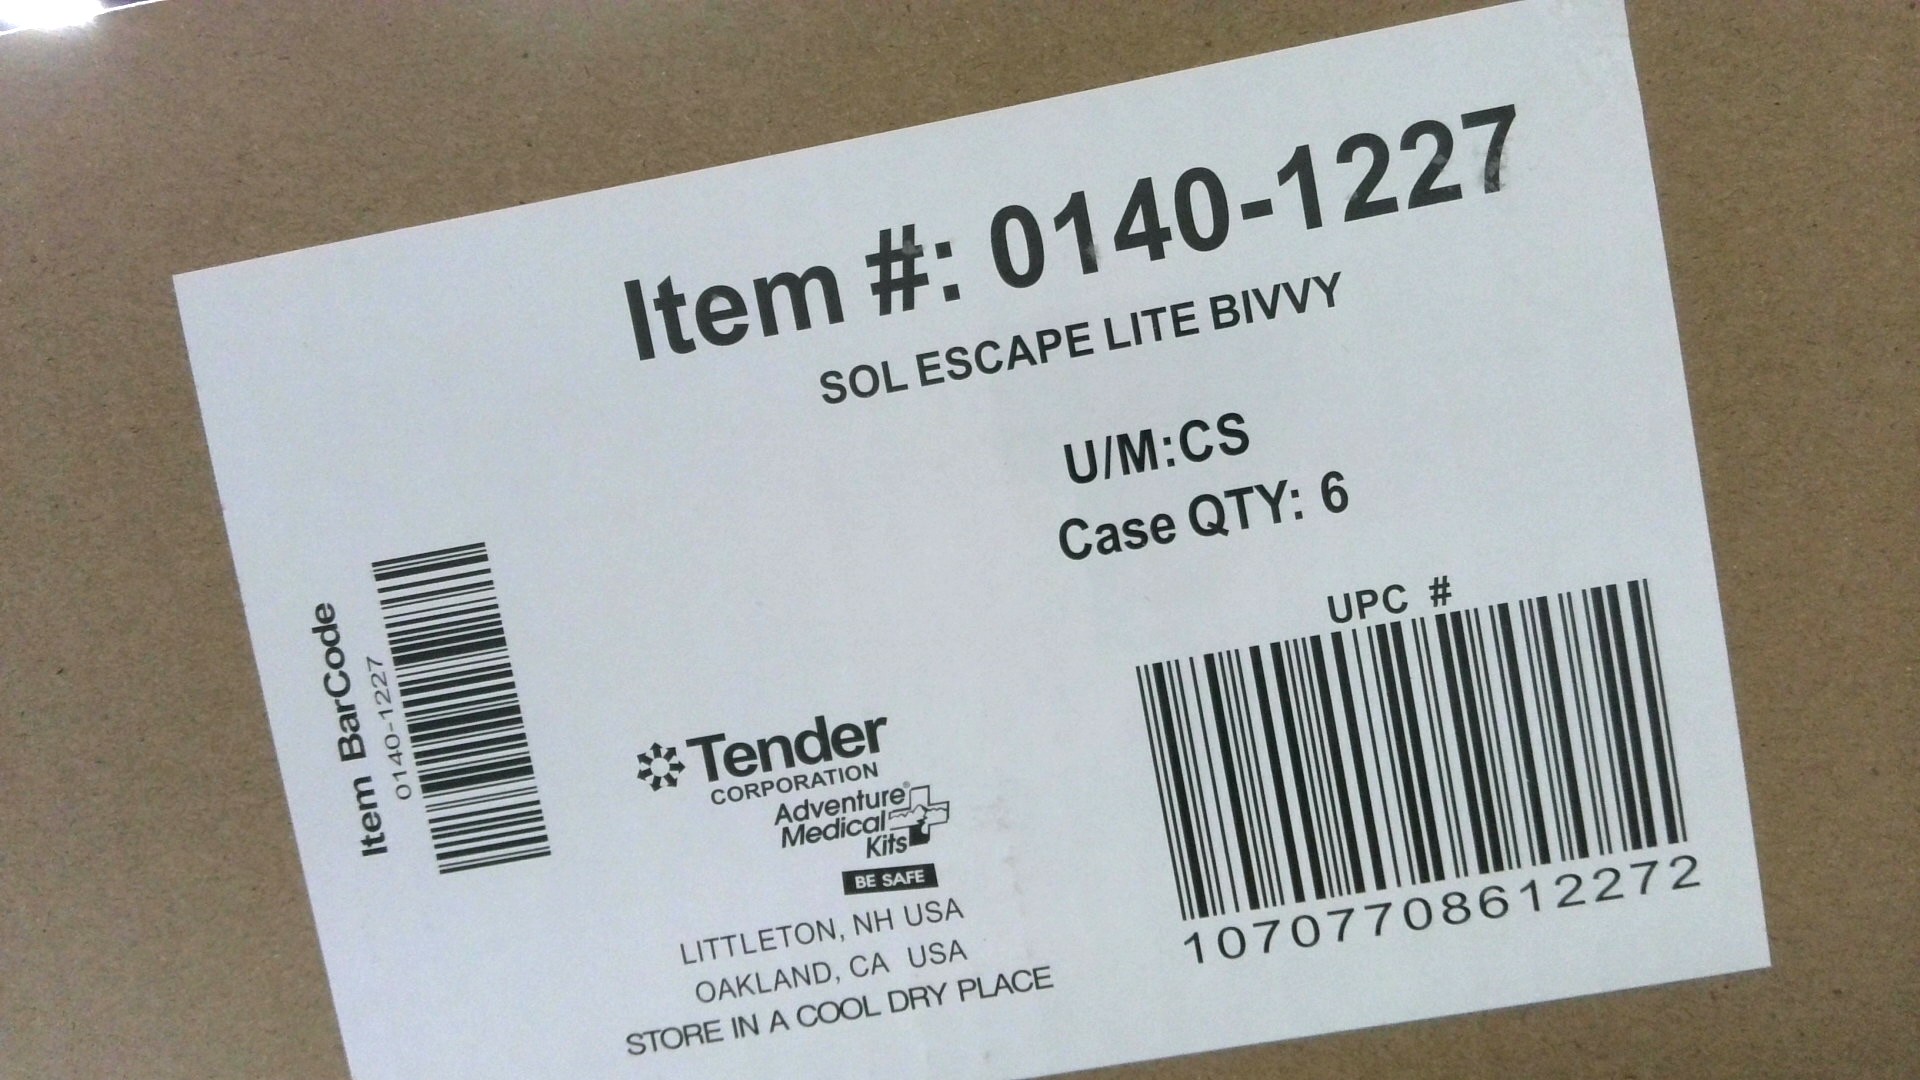 Item #: 0140-1227
SOL ESCAPE LITE BIVVY
U/M:CS
Case QTY: 6
Item BarCode
0140-1227
UPC #
10707708612272
Tender
CORPORATION
Adventure®
Medical
Kits
BE SAFE
LITTLETON, NH USA
OAKLAND, CA USA
STORE IN A COOL DRY PLACE